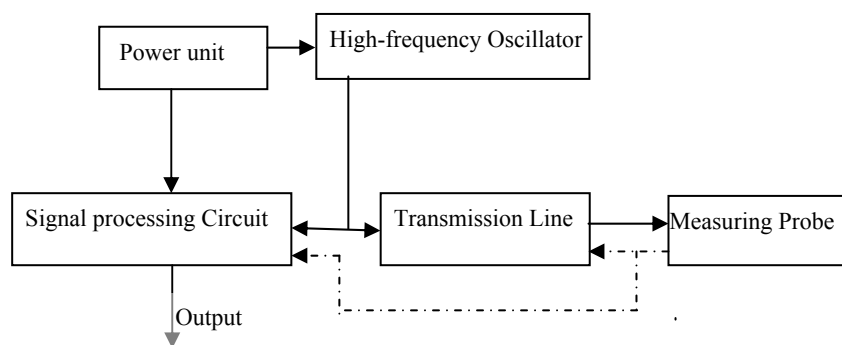 High-frequency Oscillator
Power unit
Signal processing Circuit
Transmission Line
Measuring Probe
Output